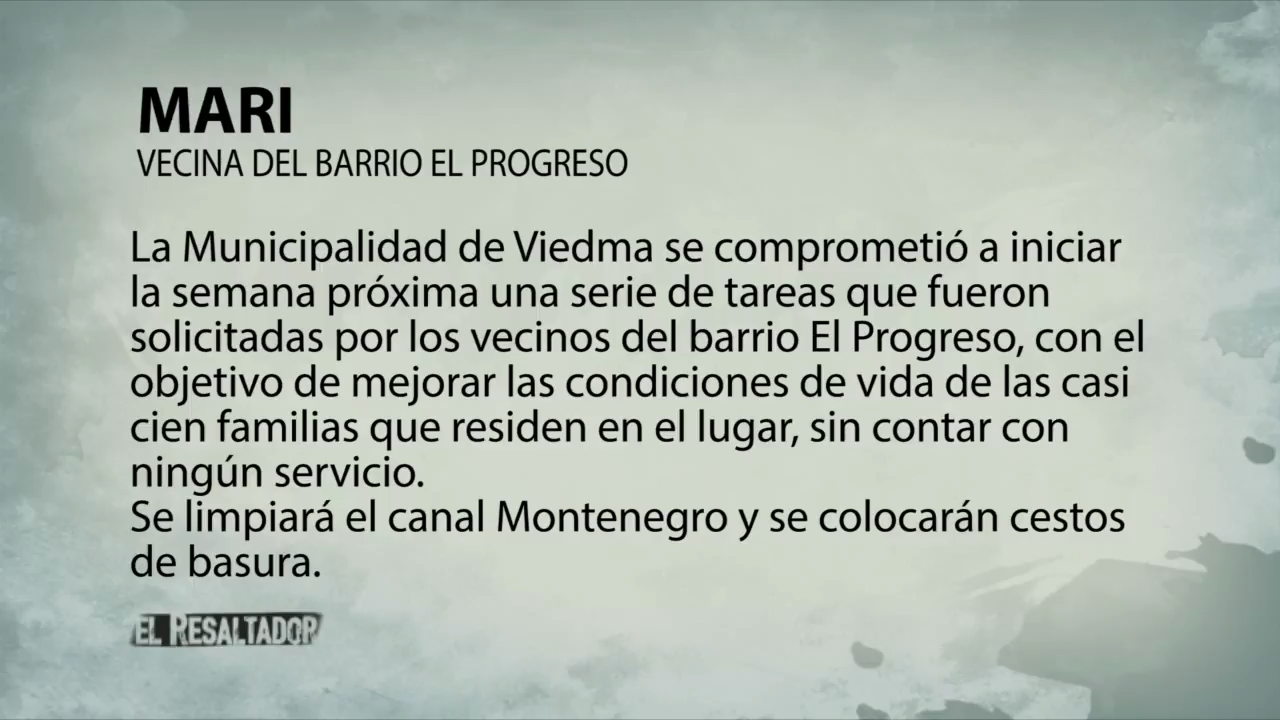 MARI
VECINA DEL BARRIO EL PROGRESO
La Municipalidad de Viedma se comprometió a iniciar
la semana próxima una serie de tareas que fueron
solicitadas por los vecinos del barrio El Progreso, con el
objetivo de mejorar las condiciones de vida de las casi
cien familias que residen en el lugar, sin contar con
ningún servicio.
Se limpiará el canal Montenegro y se colocarán cestos
de basura.
EL RESALTADOR